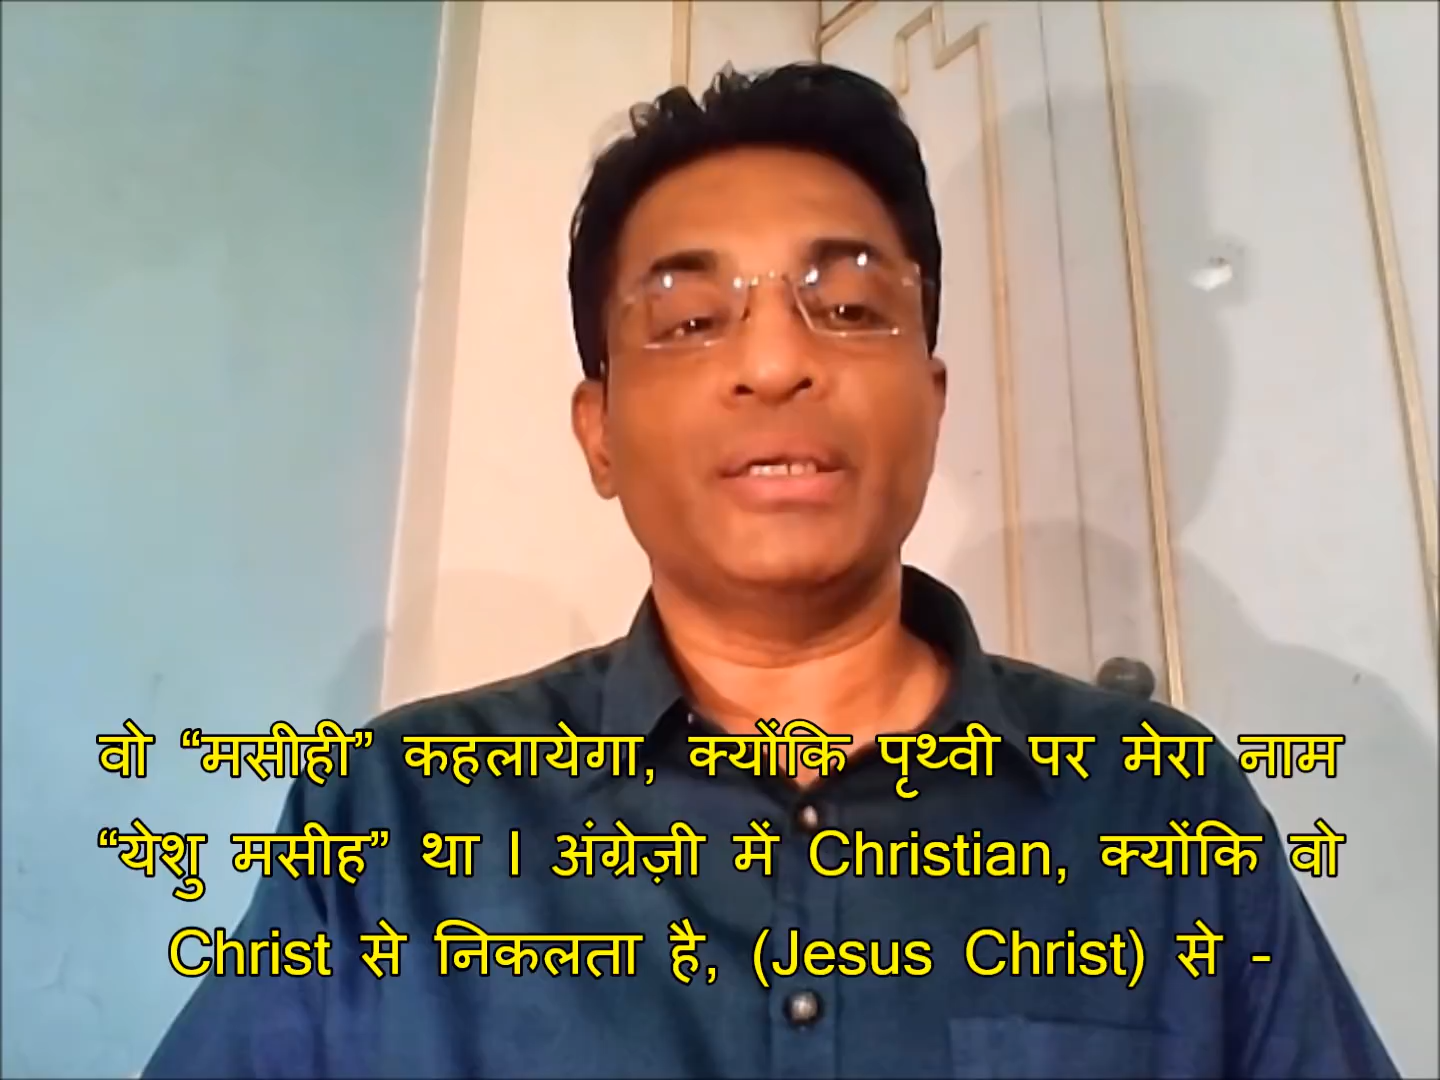 वो “मसीही” कहलायेगा, क्योंकि पृथ्वी पर मेरा नाम
“येशु मसीह” था l अंग्रेज़ी में Christian, क्योंकि वो
Christ से निकलता है, (Jesus Christ) से -